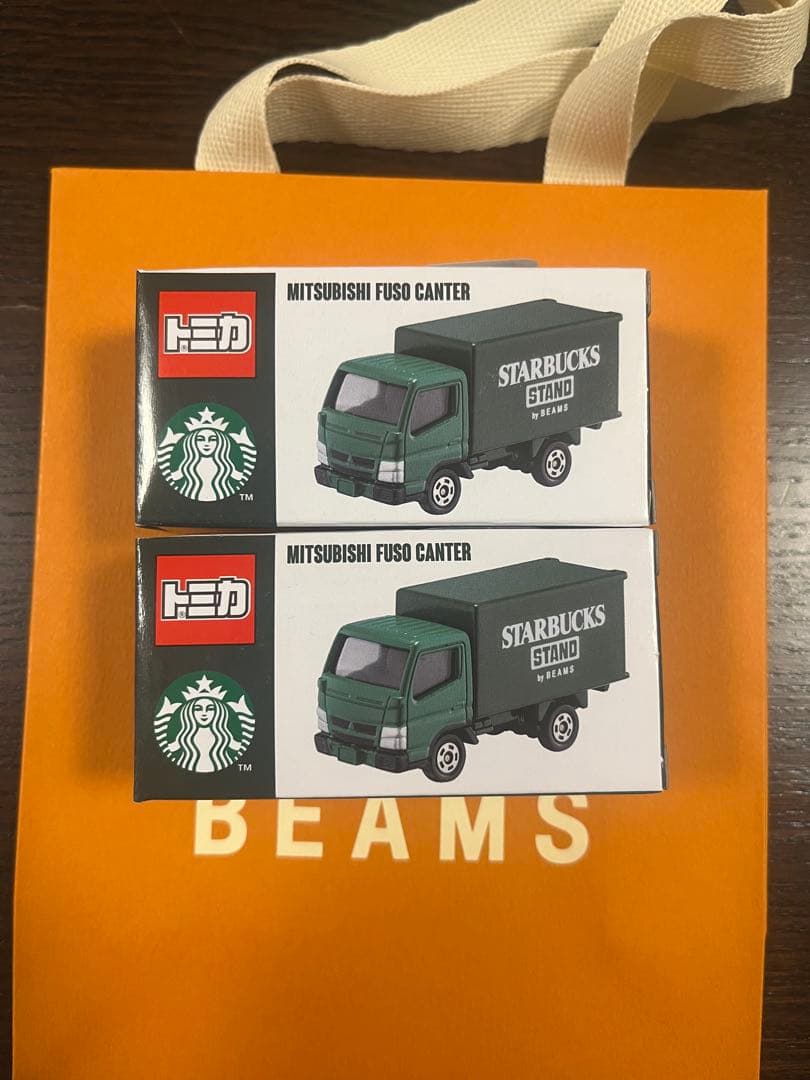 MITSUBISHI FUSO CANTER
トミカ
STARBUCKS
STAND
by BEAMS
TM
MITSUBISHI FUSO CANTER
トミカ
STARBUCKS
STAND
by BEAMS
TM
BEAMS